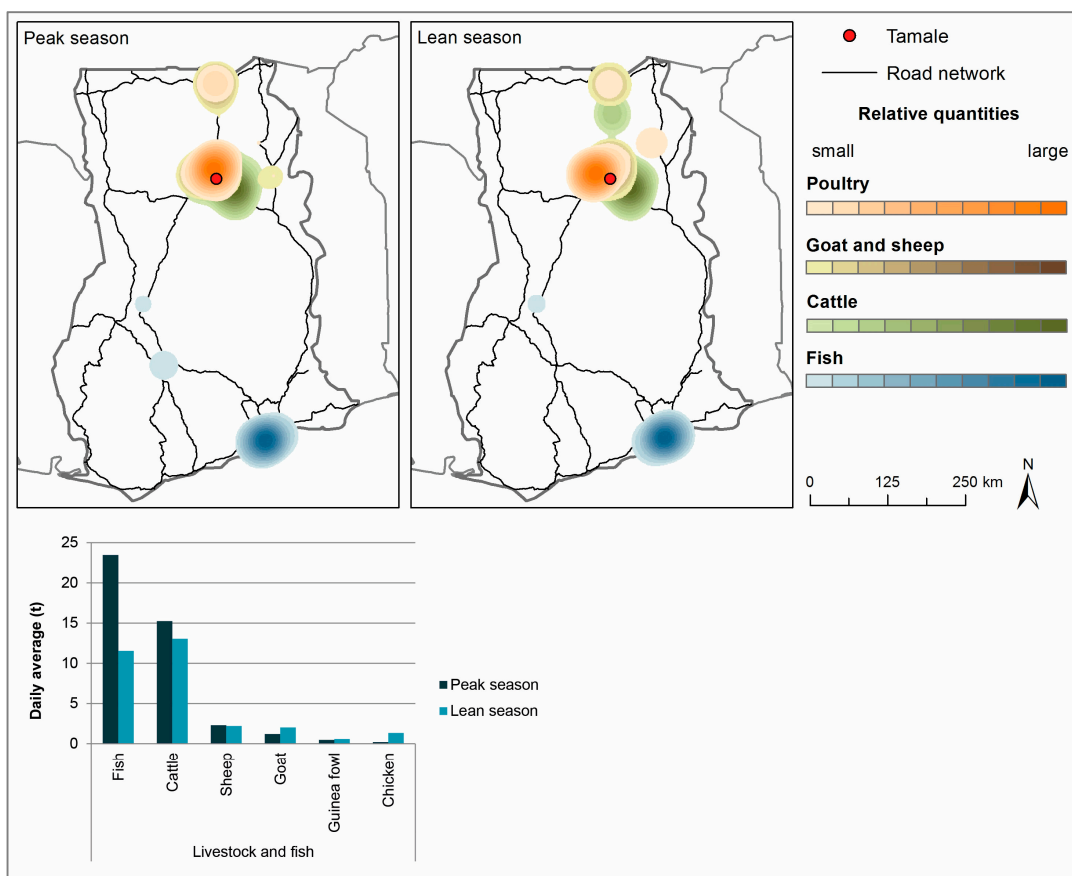 Peak season
Lean season
Tamale
Road network
Relative quantities
small large
Poultry
Goat and sheep
Cattle
Fish
0 125 250 km
N
25
20
15
10
5
0
Daily average (t)
Fish
Cattle
Sheep
Goat
Guinea fowl
Chicken
Livestock and fish
Peak season
Lean season